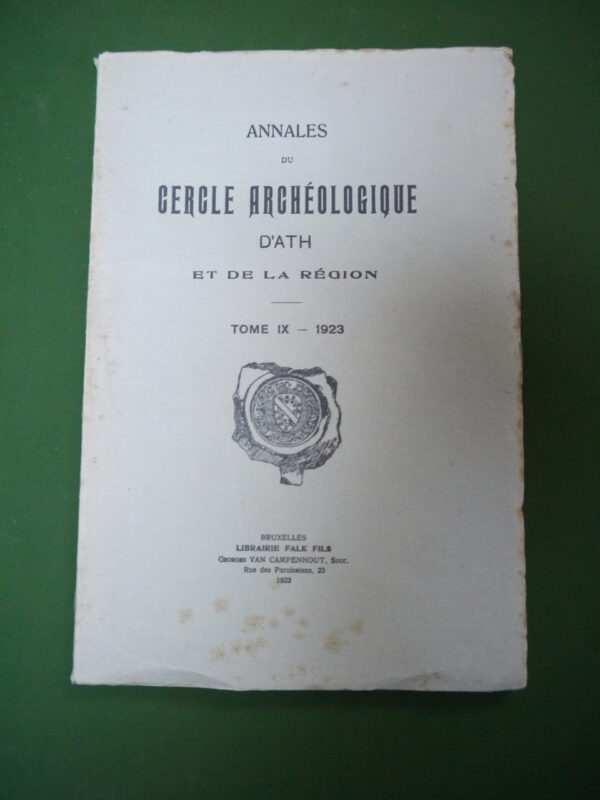 ANNALES
DU
CERCLE ARCHÉOLOGIQUE
D'ATH
ET DE LA RÉGION
TOME IX — 1923
BRUXELLES
LIBRAIRIE FALK FILS
GEORGES VAN CAMPENHOUT, Succ.
Rue des Paroissiens, 23
1923